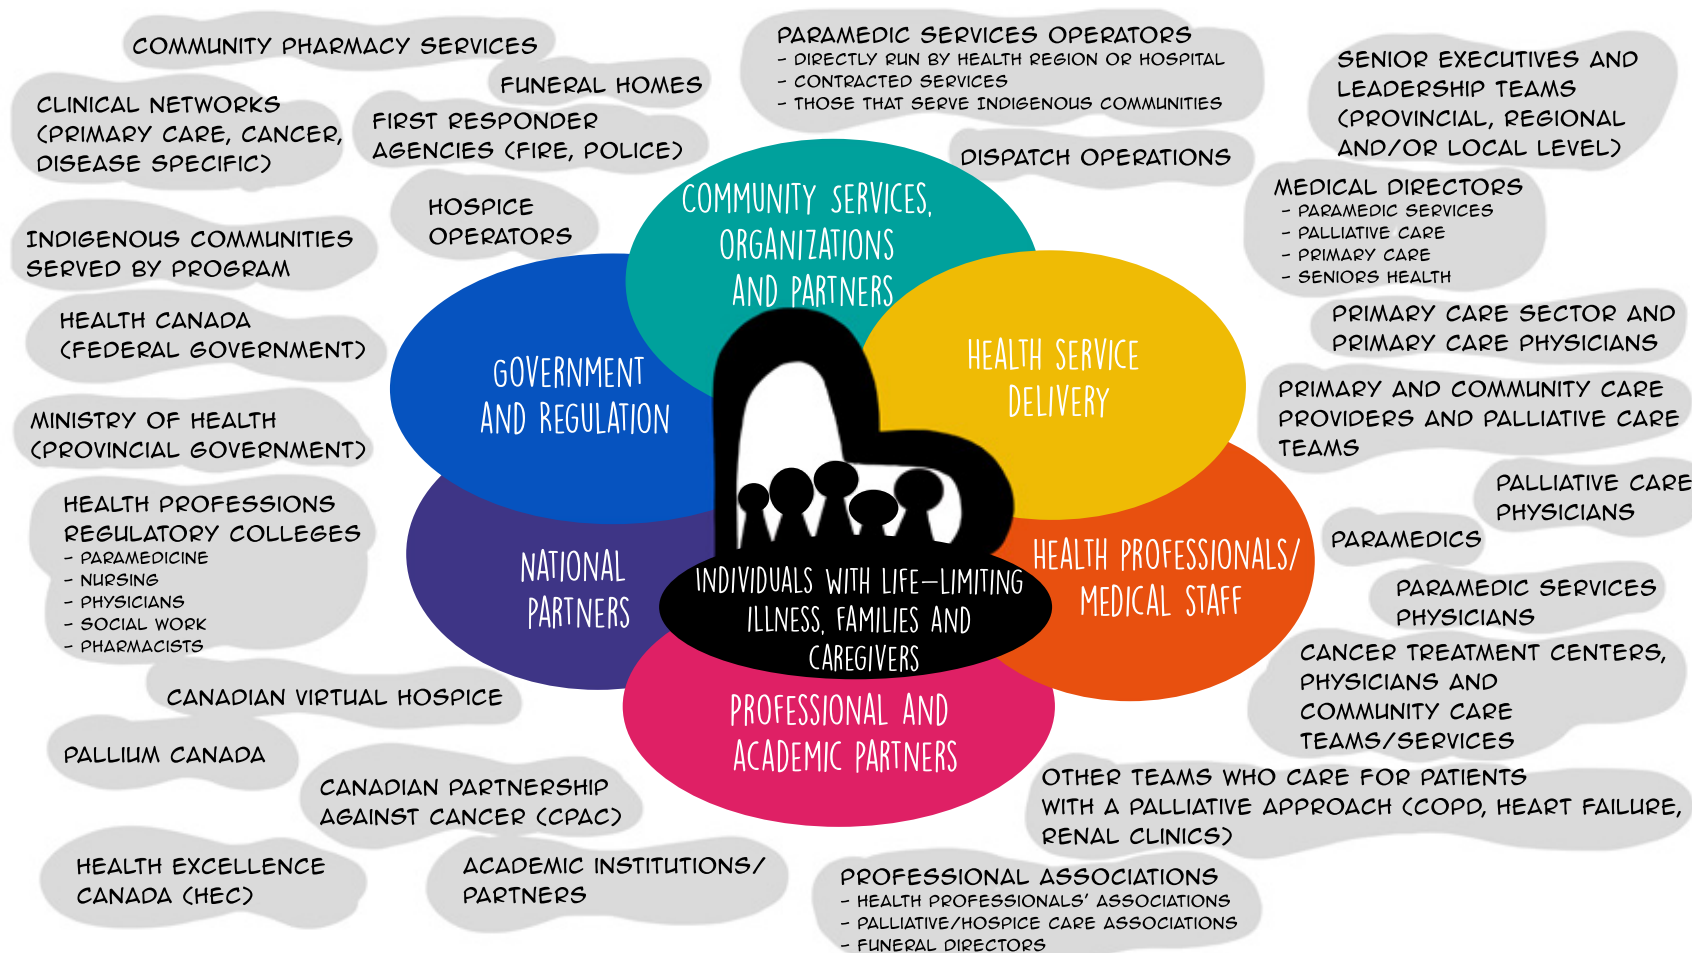 COMMUNITY PHARMACY SERVICES
FUNERAL HOMES
CLINICAL NETWORKS
(PRIMARY CARE, CANCER,
DISEASE SPECIFIC)
FIRST RESPONDER
AGENCIES (FIRE, POLICE)
HOSPICE
OPERATORS
INDIGENOUS COMMUNITIES
SERVED BY PROGRAM
PARAMEDIC SERVICES OPERATORS
- DIRECTLY RUN BY HEALTH REGION OR HOSPITAL
- CONTRACTED SERVICES
- THOSE THAT SERVE INDIGENOUS COMMUNITIES
DISPATCH OPERATIONS
SENIOR EXECUTIVES AND
LEADERSHIP TEAMS
(PROVINCIAL, REGIONAL
AND/OR LOCAL LEVEL)
MEDICAL DIRECTORS
- PARAMEDIC SERVICES
- PALLIATIVE CARE
- PRIMARY CARE
- SENIORS HEALTH
PRIMARY CARE SECTOR AND
PRIMARY CARE PHYSICIANS
PRIMARY AND COMMUNITY CARE
PROVIDERS AND PALLIATIVE CARE
TEAMS
PALLIATIVE CARE
PHYSICIANS
PARAMEDICS
PARAMEDIC SERVICES
PHYSICIANS
CANCER TREATMENT CENTERS,
PHYSICIANS AND
COMMUNITY CARE
TEAMS/SERVICES
OTHER TEAMS WHO CARE FOR PATIENTS
WITH A PALLIATIVE APPROACH (COPD, HEART FAILURE,
RENAL CLINICS)
COMMUNITY SERVICES,
ORGANIZATIONS
AND PARTNERS
HEALTH SERVICE
DELIVERY
HEALTH PROFESSIONALS/
MEDICAL STAFF
PROFESSIONAL AND
ACADEMIC PARTNERS
NATIONAL
PARTNERS
GOVERNMENT
AND REGULATION
INDIVIDUALS WITH LIFE-LIMITING
ILLNESS, FAMILIES AND
CAREGIVERS
HEALTH CANADA
(FEDERAL GOVERNMENT)
MINISTRY OF HEALTH
(PROVINCIAL GOVERNMENT)
HEALTH PROFESSIONS
REGULATORY COLLEGES
- PARAMEDICINE
- NURSING
- PHYSICIANS
- SOCIAL WORK
- PHARMACISTS
CANADIAN VIRTUAL HOSPICE
PALLIUM CANADA
CANADIAN PARTNERSHIP
AGAINST CANCER (CPAC)
HEALTH EXCELLENCE
CANADA (HEC)
ACADEMIC INSTITUTIONS/
PARTNERS
PROFESSIONAL ASSOCIATIONS
- HEALTH PROFESSIONALS' ASSOCIATIONS
- PALLIATIVE/HOSPICE CARE ASSOCIATIONS
- FUNERAL DIRECTORS